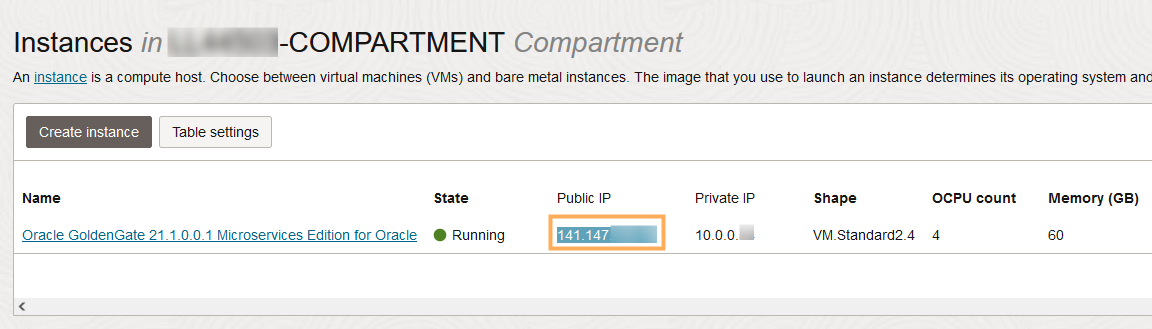 Instances in -COMPARTMENT Compartment
An instance is a compute host. Choose between virtual machines (VMs) and bare metal instances. The image that you use to launch an instance determines its operating system and
Create instance Table settings
Name State Public IP Private IP Shape OCPU count Memory (GB)
Oracle GoldenGate 21.1.0.0.1 Microservices Edition for Oracle Running 141.147 10.0.0. VM.Standard2.4 4 60